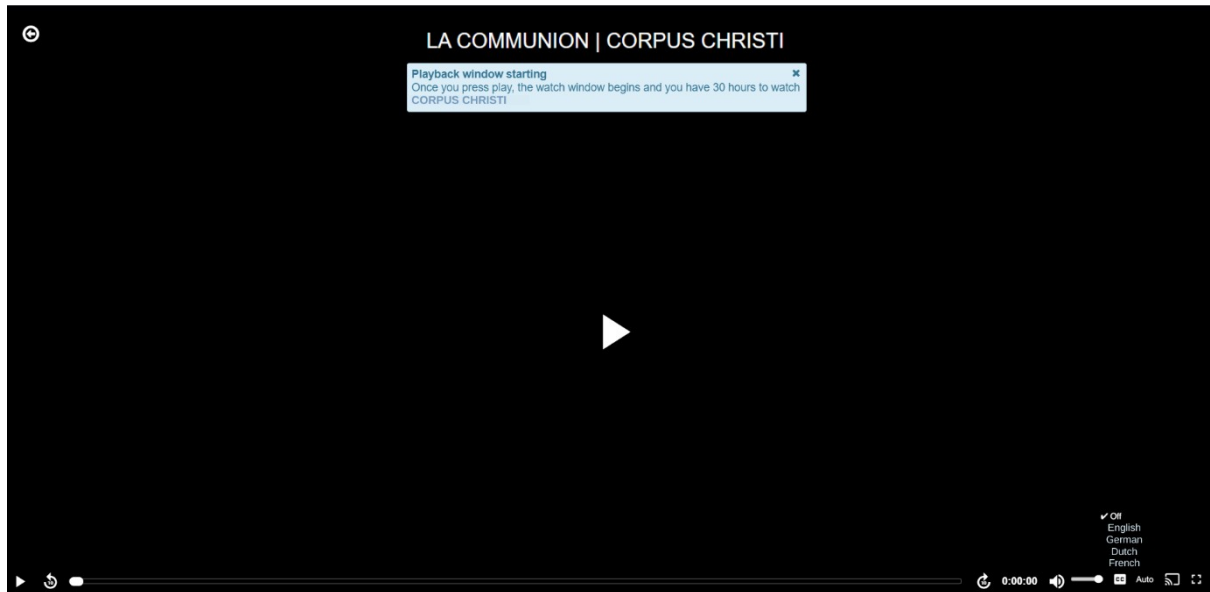 LA COMMUNION | CORPUS CHRISTI
Playback window starting
Once you press play, the watch window begins and you have 30 hours to watch
CORPUS CHRISTI
✔ Off
English
German
Dutch
French
0:00:00 CC Auto